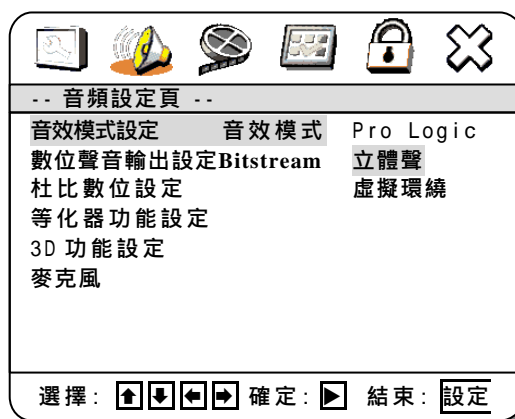 -- 音頻設定頁 --
音效模式設定 音效模式 Pro Logic
數位聲音輸出設定Bitstream 立體聲
杜比數位設定 虛擬環繞
等化器功能設定
3D 功能設定
麥克風
選擇: 確定: 結束: 設定